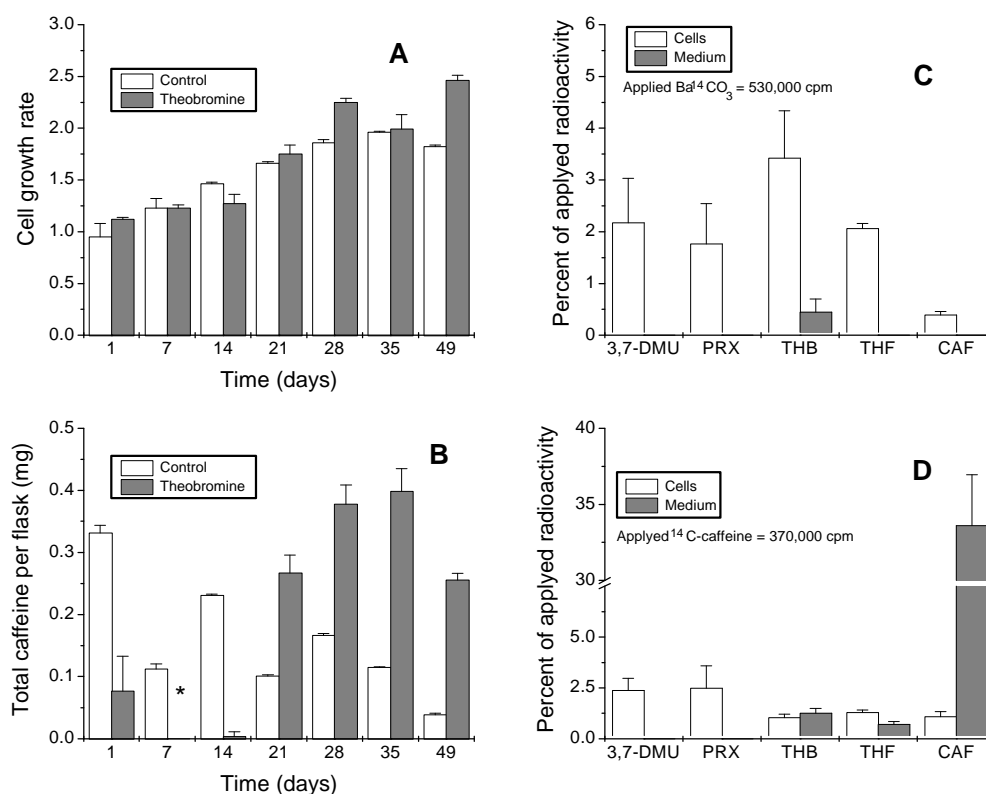 A
Control
Theobromine
Cell growth rate
3.0
2.5
2.0
1.5
1.0
0.5
0.0
1 7 14 21 28 35 49
Time (days)
C
Cells
Medium
Applied Ba14CO3 = 530,000 cpm
Percent of applyed radioactivity
6
5
4
3
2
1
0
3,7-DMU PRX THB THF CAF
B
Control
Theobromine
Total caffeine per flask (mg)
0.5
0.4
0.3
0.2
0.1
0.0
*
1 7 14 21 28 35 49
Time (days)
D
Cells
Medium
Applyed 14C-caffeine = 370,000 cpm
Percent of applyed radioactivity
40
35
30
5.0
2.5
0.0
3,7-DMU PRX THB THF CAF